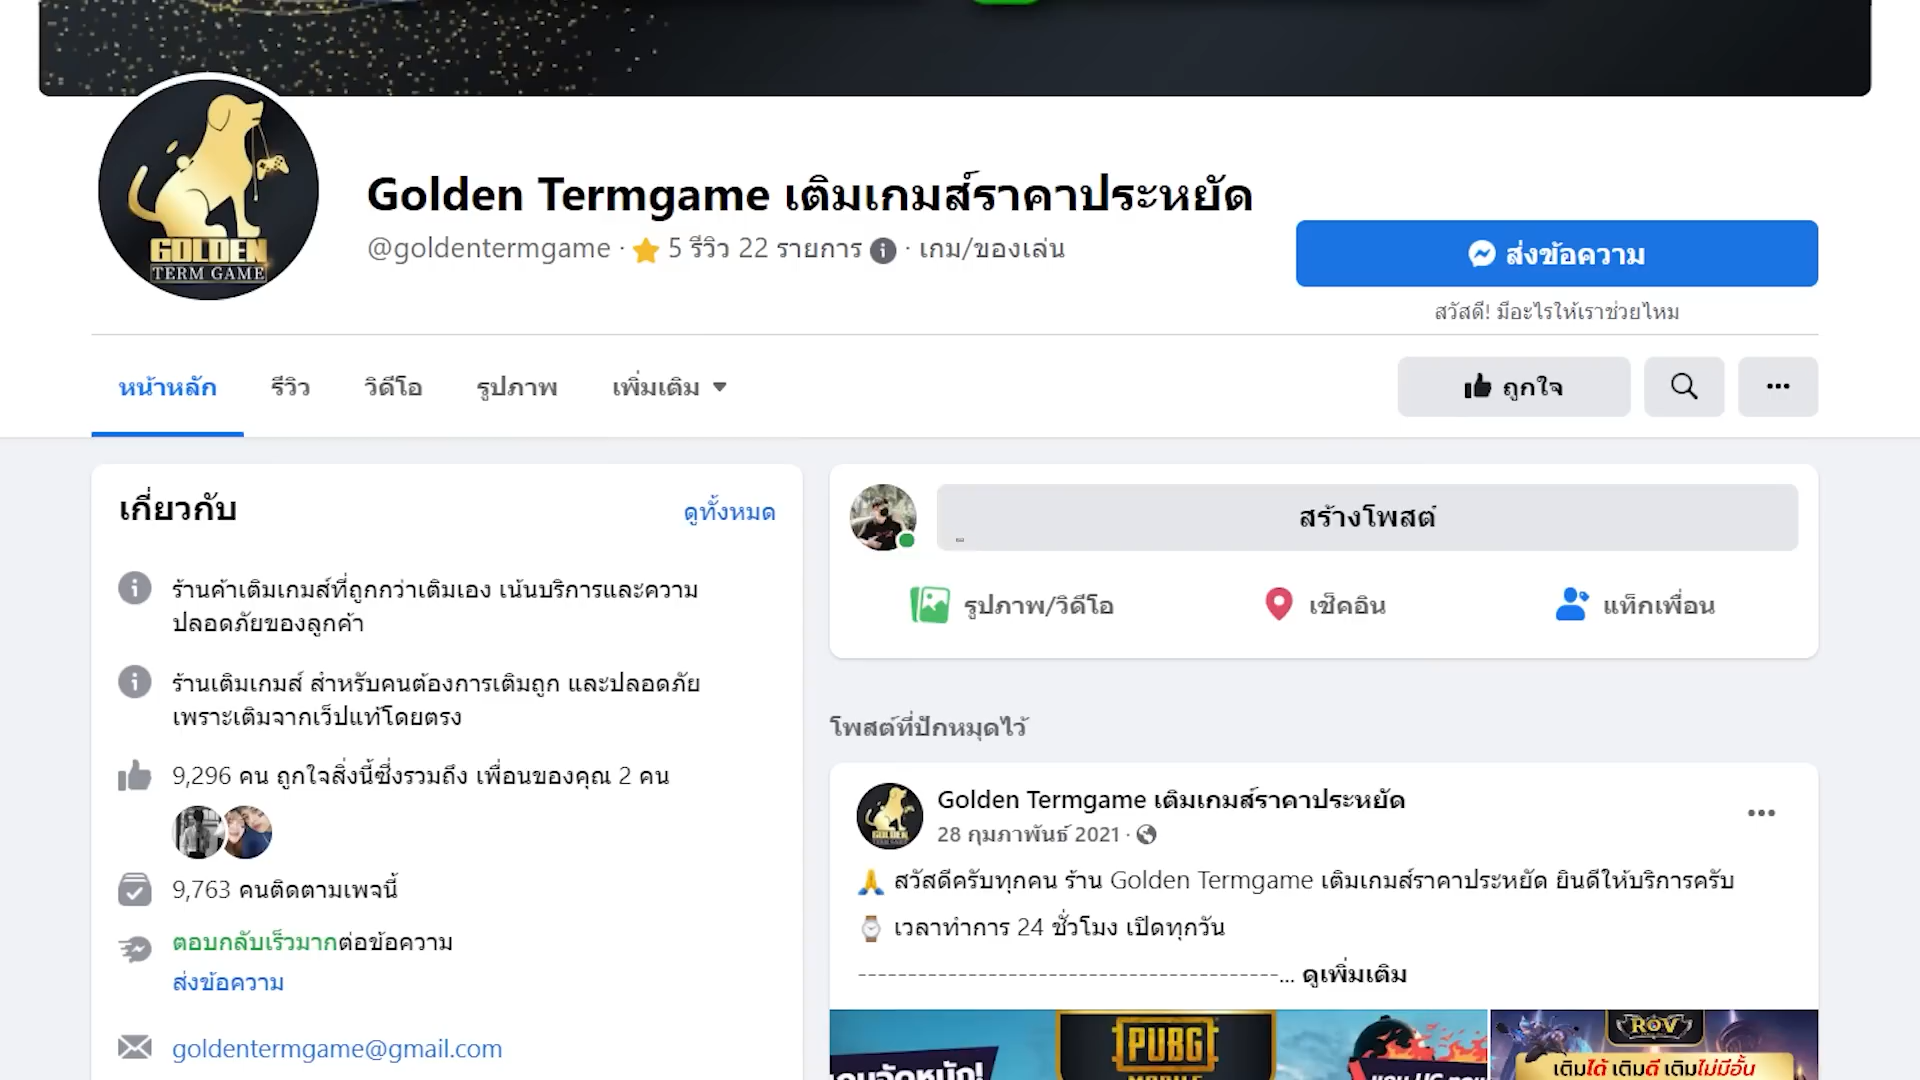 GOLDEN
TERM GAME
Golden Termgame เติมเกมส์ราคาประหยัด
@goldentermgame · 5 รีวิว 22 รายการ · เกม/ของเล่น
ส่งข้อความ
สวัสดี! มีอะไรให้เราช่วยไหม
หน้าหลัก รีวิว วิดีโอ รูปภาพ เพิ่มเติม
ถูกใจ
เกี่ยวกับ
ดูทั้งหมด
ร้านค้าเติมเกมส์ที่ถูกกว่าเติมเอง เน้นบริการและความ
ปลอดภัยของลูกค้า
ร้านเติมเกมส์ สำหรับคนต้องการเติมถูก และปลอดภัย
เพราะเติมจากเว็ปแท้โดยตรง
9,296 คน ถูกใจสิ่งนี้ซึ่งรวมถึง เพื่อนของคุณ 2 คน
9,763 คนติดตามเพจนี้
ตอบกลับเร็วมากต่อข้อความ
ส่งข้อความ
goldentermgame@gmail.com
สร้างโพสต์
รูปภาพ/วิดีโอ เช็คอิน แท็กเพื่อน
โพสต์ที่ปักหมุดไว้
Golden Termgame เติมเกมส์ราคาประหยัด
28 กุมภาพันธ์ 2021 ·
🙏 สวัสดีครับทุกคน ร้าน Golden Termgame เติมเกมส์ราคาประหยัด ยินดีให้บริการครับ
⌚ เวลาทำการ 24 ชั่วโมง เปิดทุกวัน
------------------------------------------... ดูเพิ่มเติม
PUBG
MOBILE
ROV
เติมได้ เติมดี เติมไม่มีอั้น